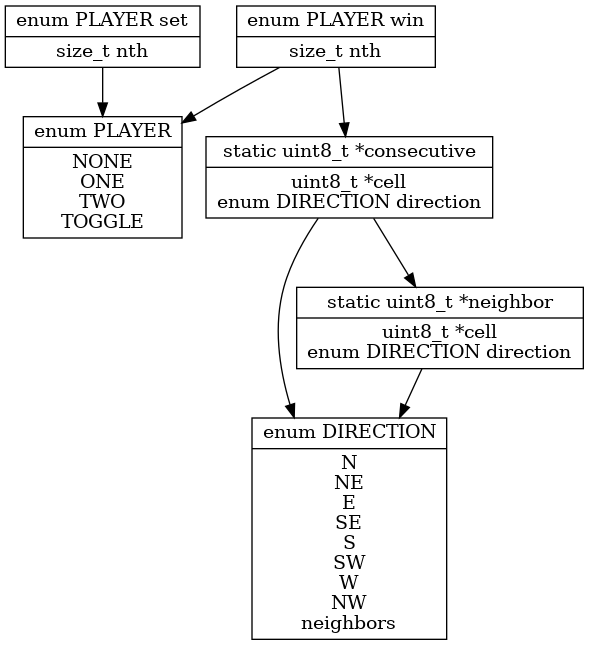 enum PLAYER set
size_t nth
enum PLAYER win
size_t nth
enum PLAYER
NONE
ONE
TWO
TOGGLE
static uint8_t *consecutive
uint8_t *cell
enum DIRECTION direction
static uint8_t *neighbor
uint8_t *cell
enum DIRECTION direction
enum DIRECTION
N
NE
E
SE
S
SW
W
NW
neighbors